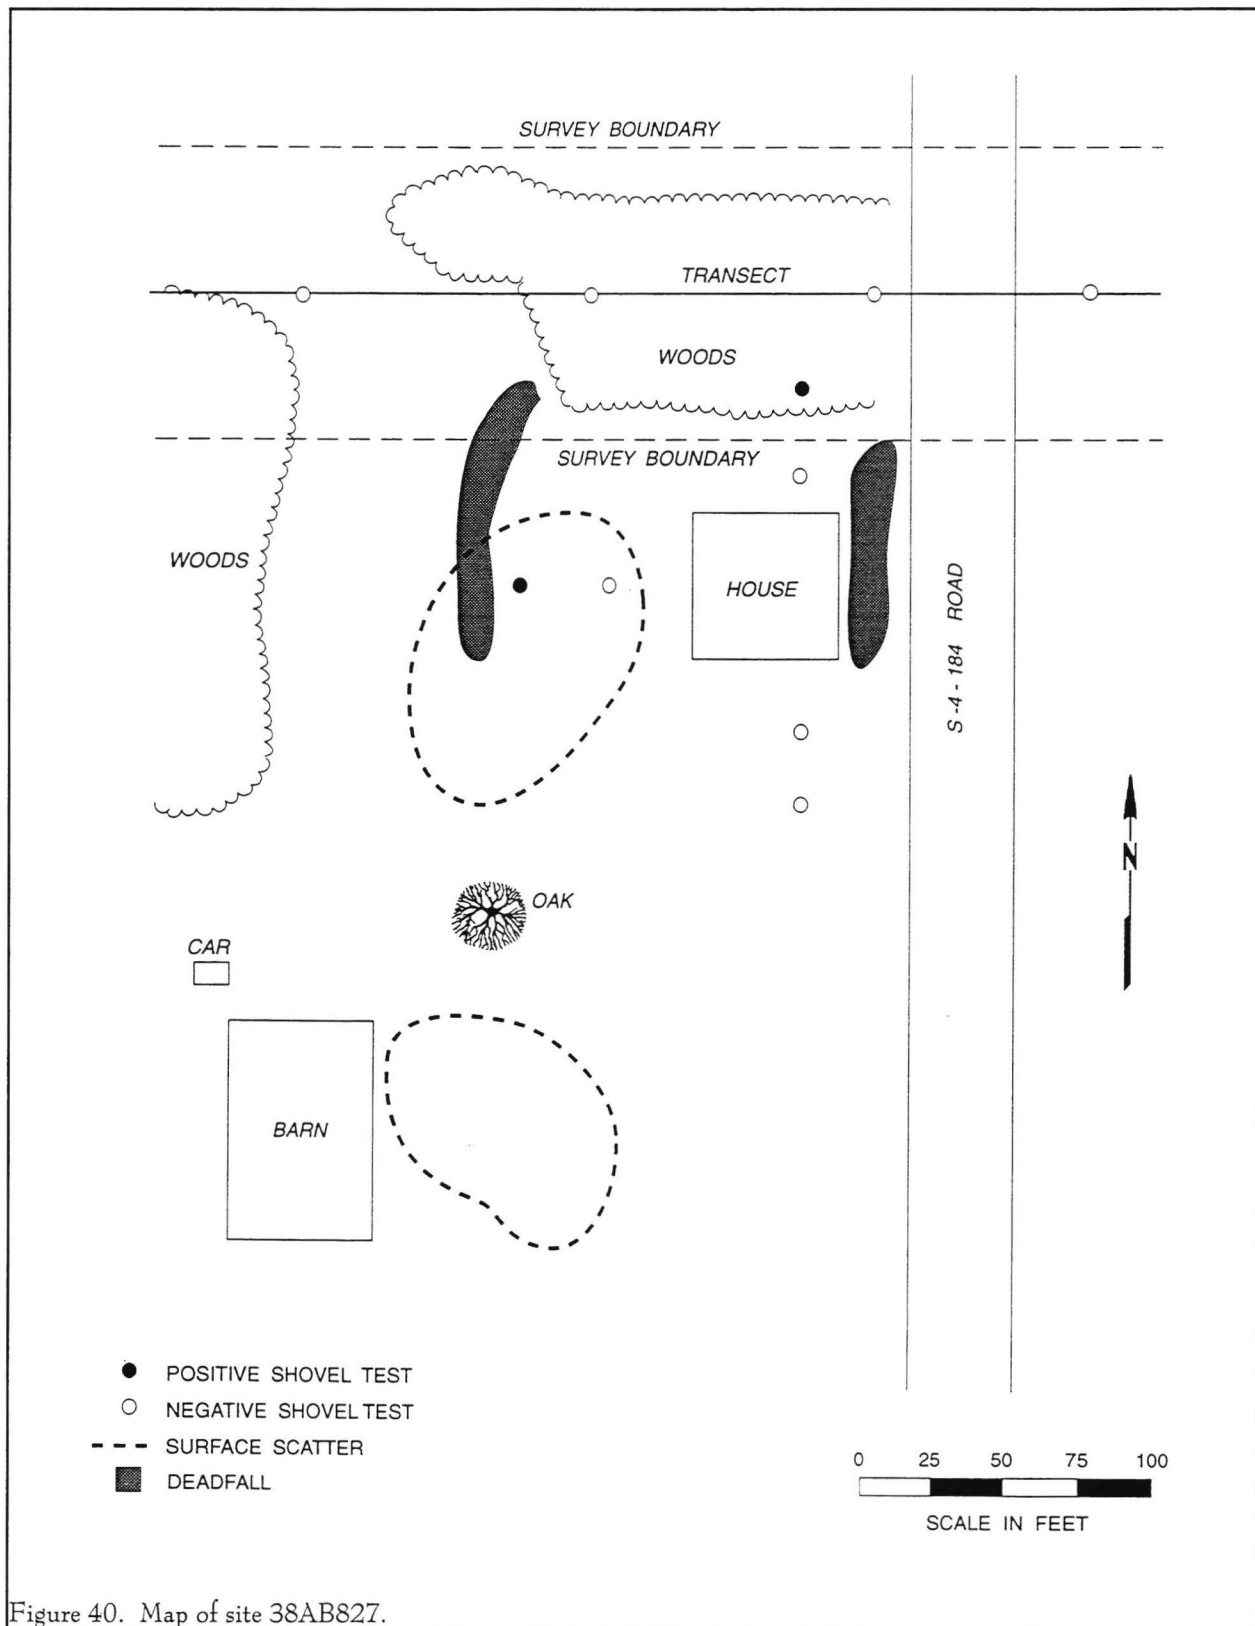 SURVEY BOUNDARY
TRANSECT
WOODS
SURVEY BOUNDARY
WOODS
HOUSE
S-4-184 ROAD
OAK
N
CAR
BARN
POSITIVE SHOVEL TEST
NEGATIVE SHOVEL TEST
SURFACE SCATTER
DEADFALL
0 25 50 75 100
SCALE IN FEET
Figure 40. Map of site 38AB827.